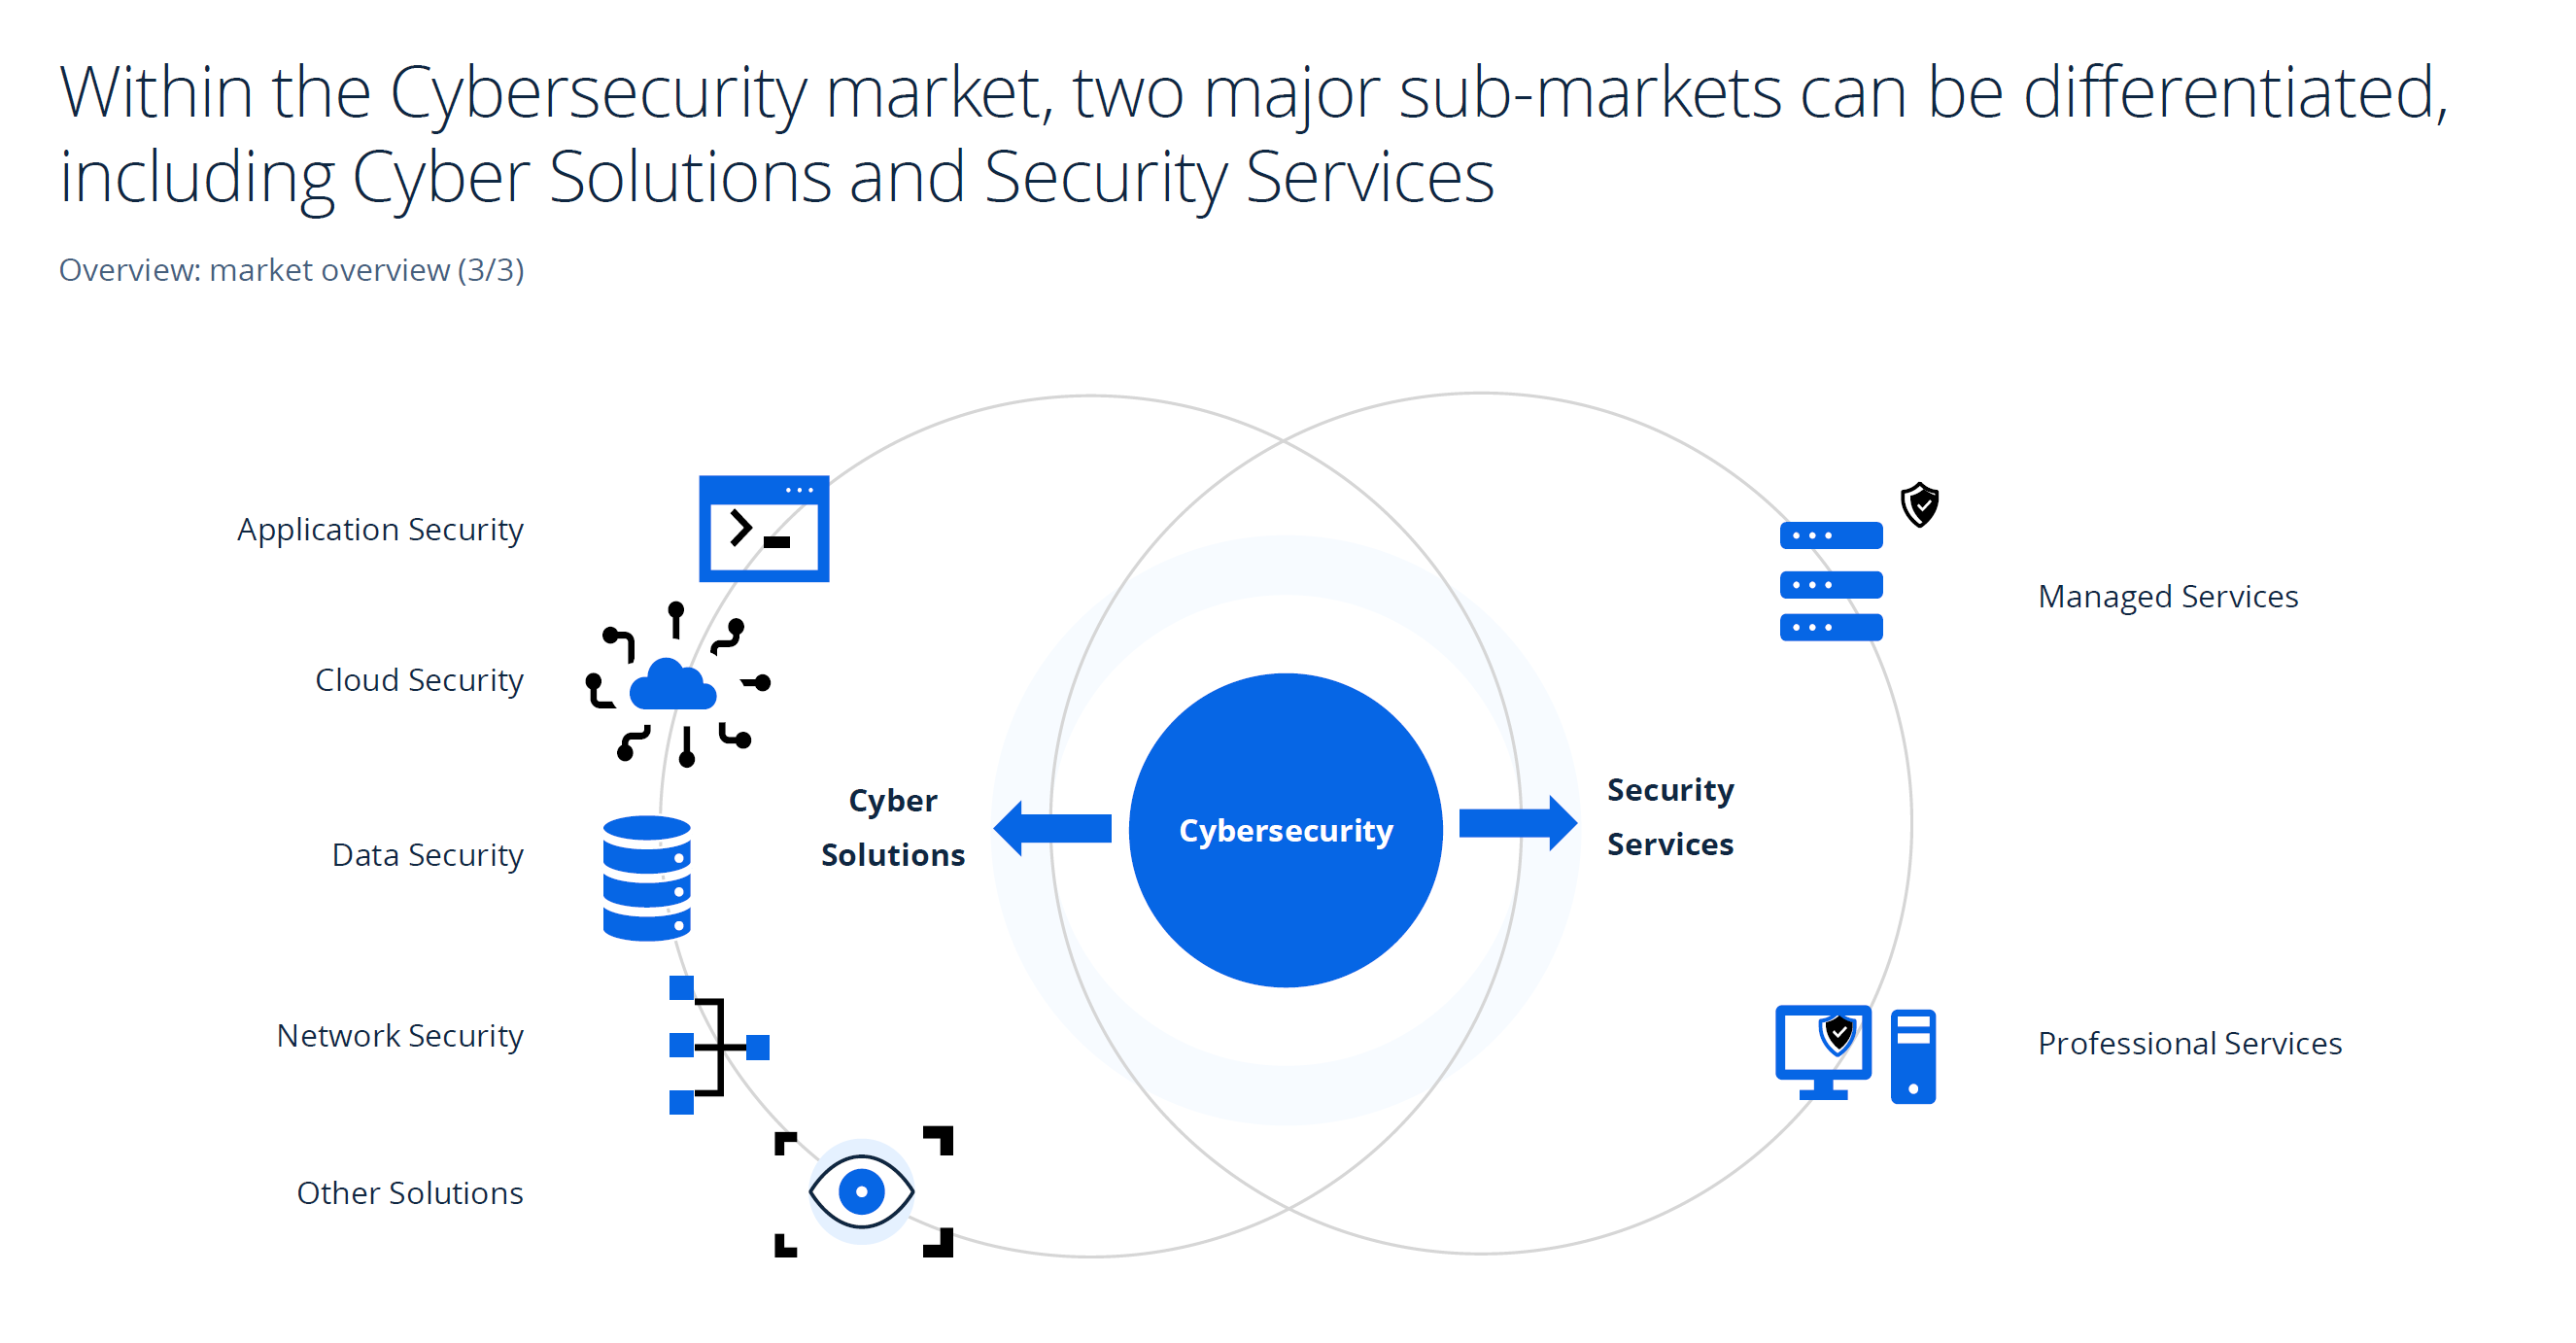 Within the Cybersecurity market, two major sub-markets can be differentiated,
including Cyber Solutions and Security Services
Overview: market overview (3/3)
Application Security
Cloud Security
Data Security
Network Security
Other Solutions
Cyber
Solutions
Cybersecurity
Security
Services
Managed Services
Professional Services